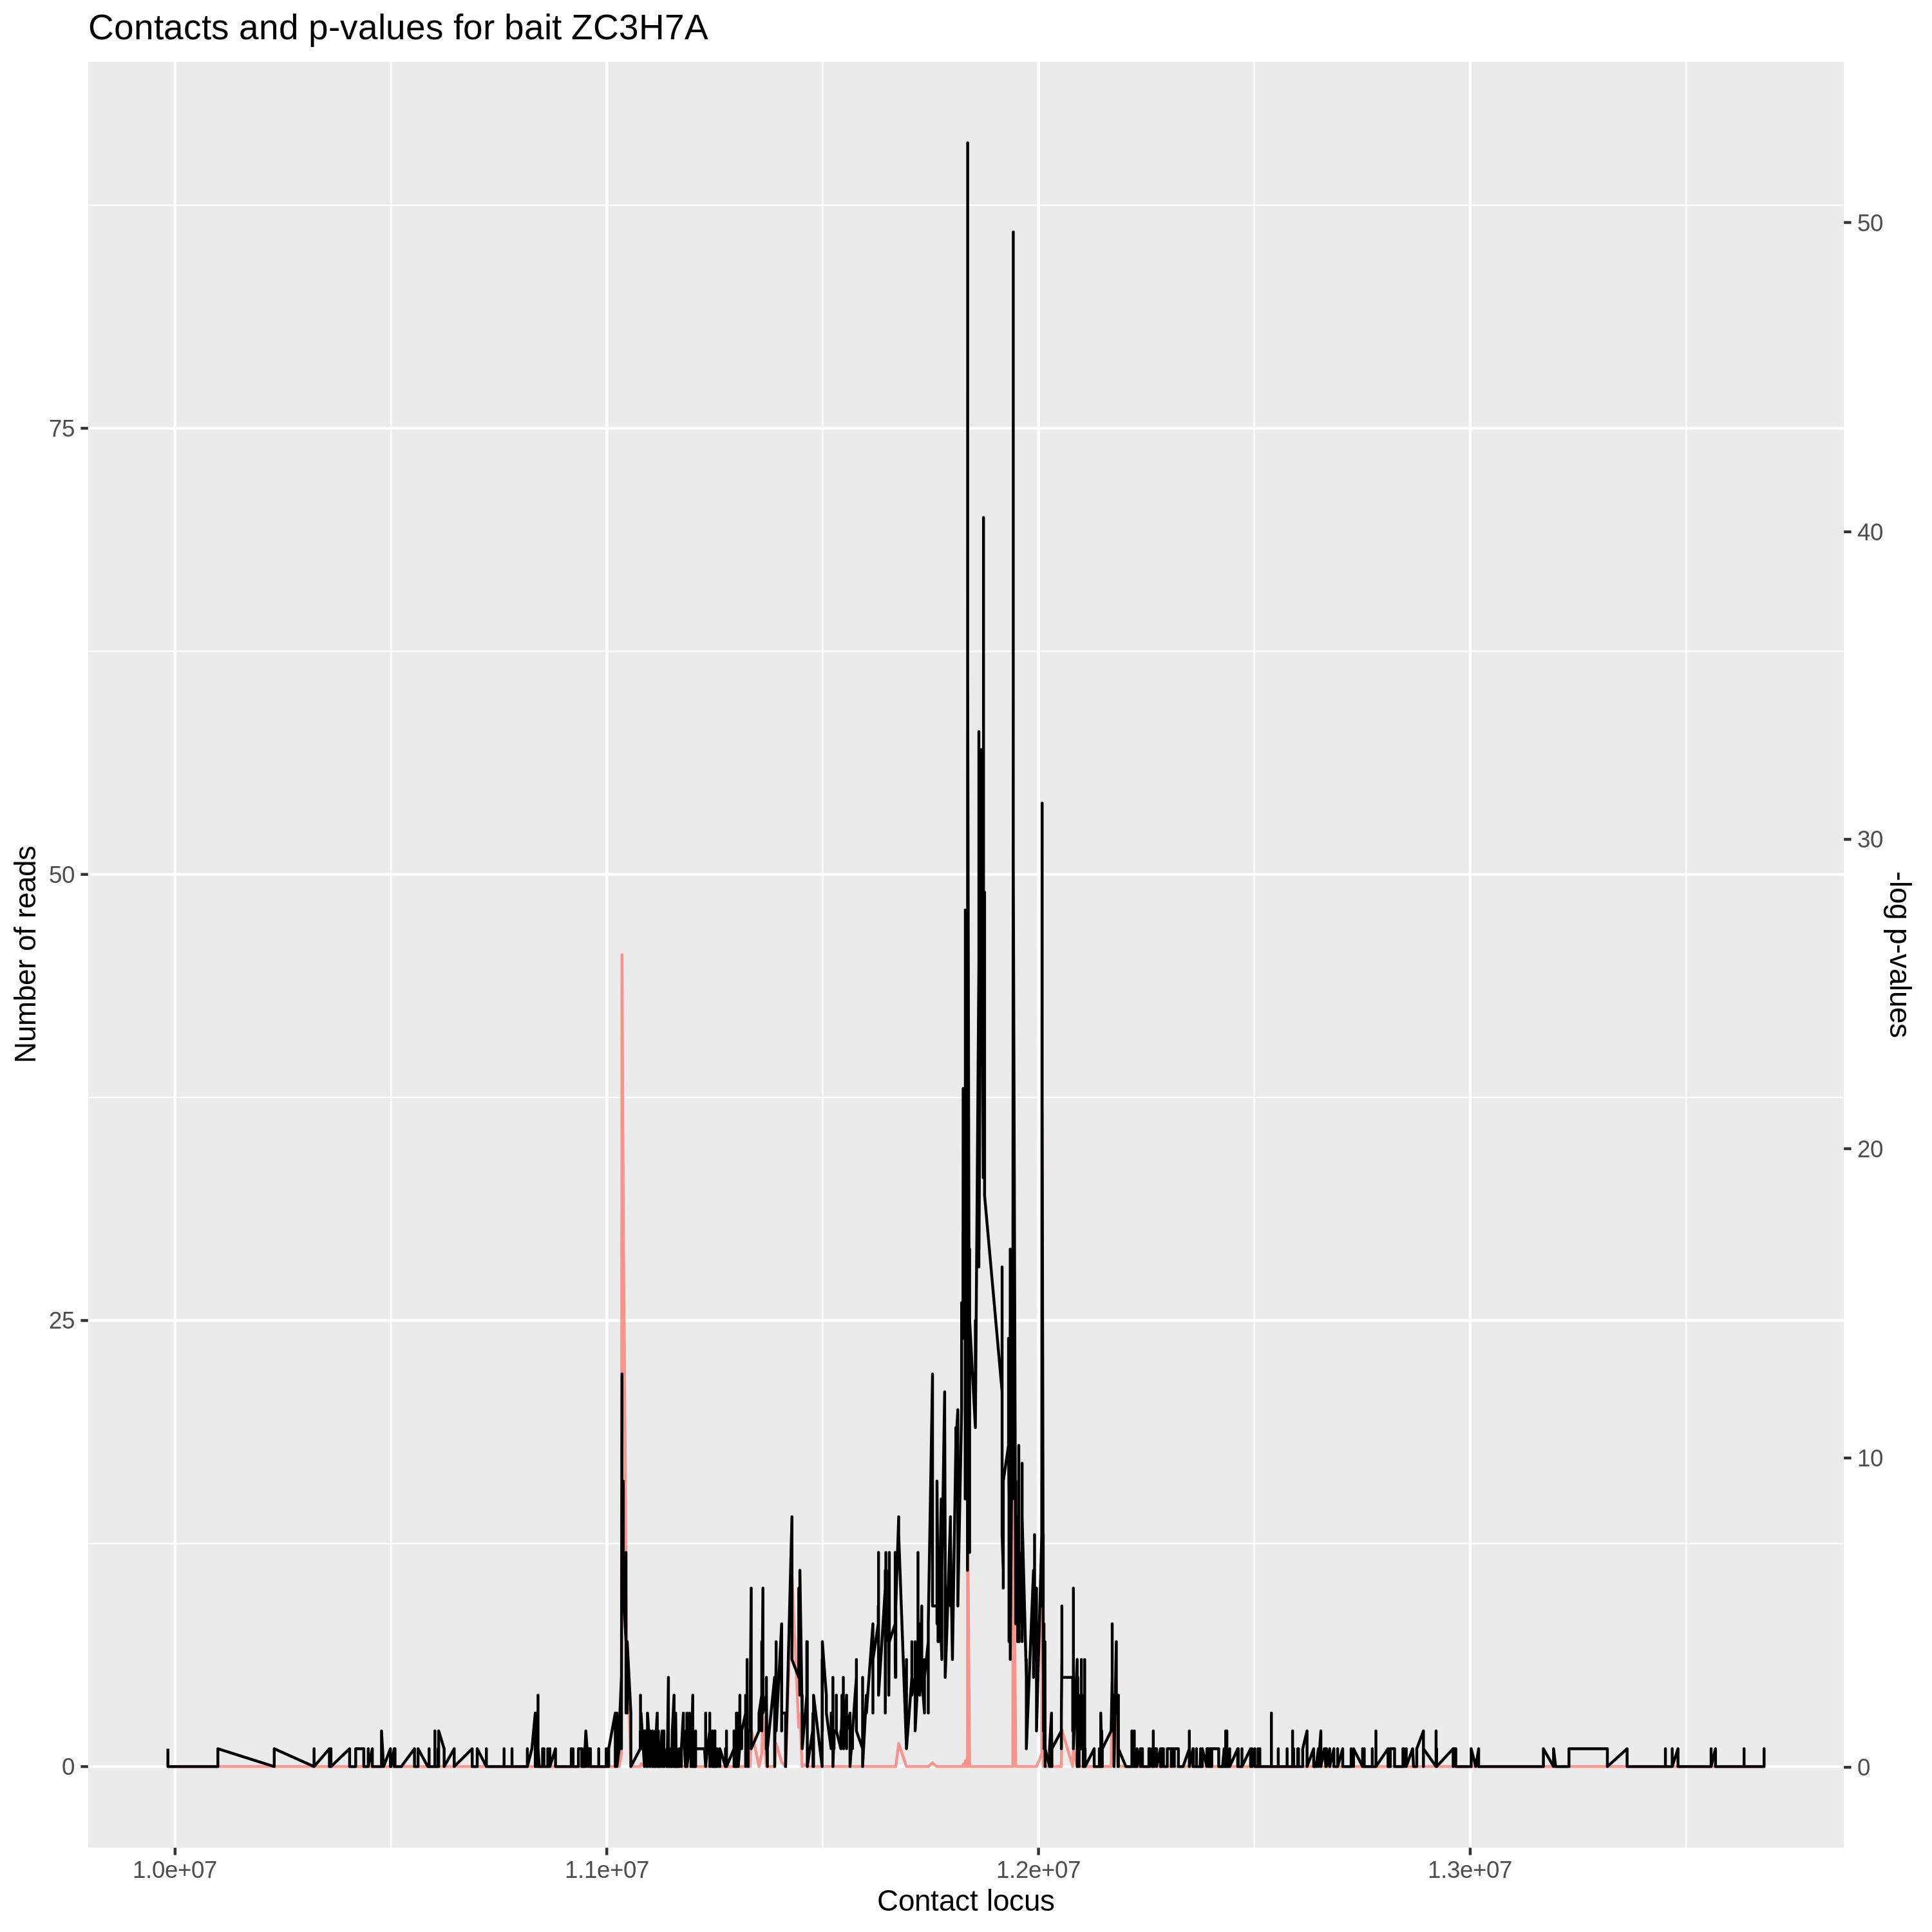 Contacts and p-values for bait ZC3H7A
Number of reads
75
50
25
0
50
40
30
20
10
0
-log p-values
1.0e+07
1.1e+07
1.2e+07
1.3e+07
Contact locus